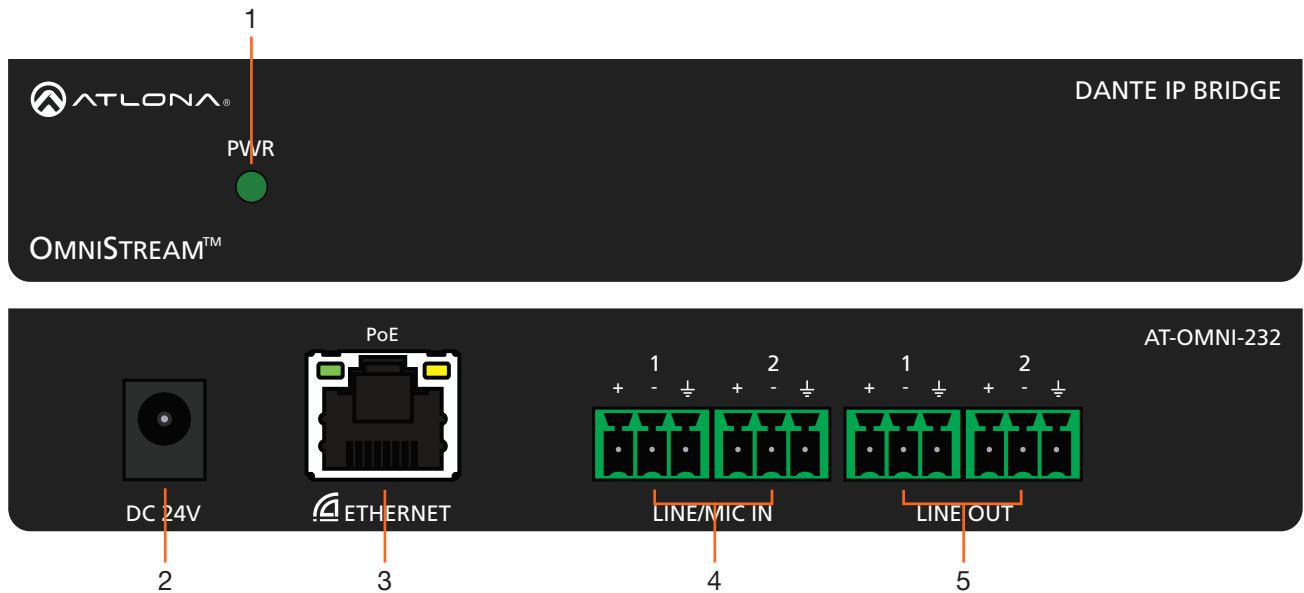 1
ATLONA®
DANTE IP BRIDGE
PWR
OMNISTREAM™
PoE
AT-OMNI-232
1 2 1 2
+ - + - + - + -
DC 24V
ETHERNET
LINE/MIC IN
LINE OUT
2 3 4 5